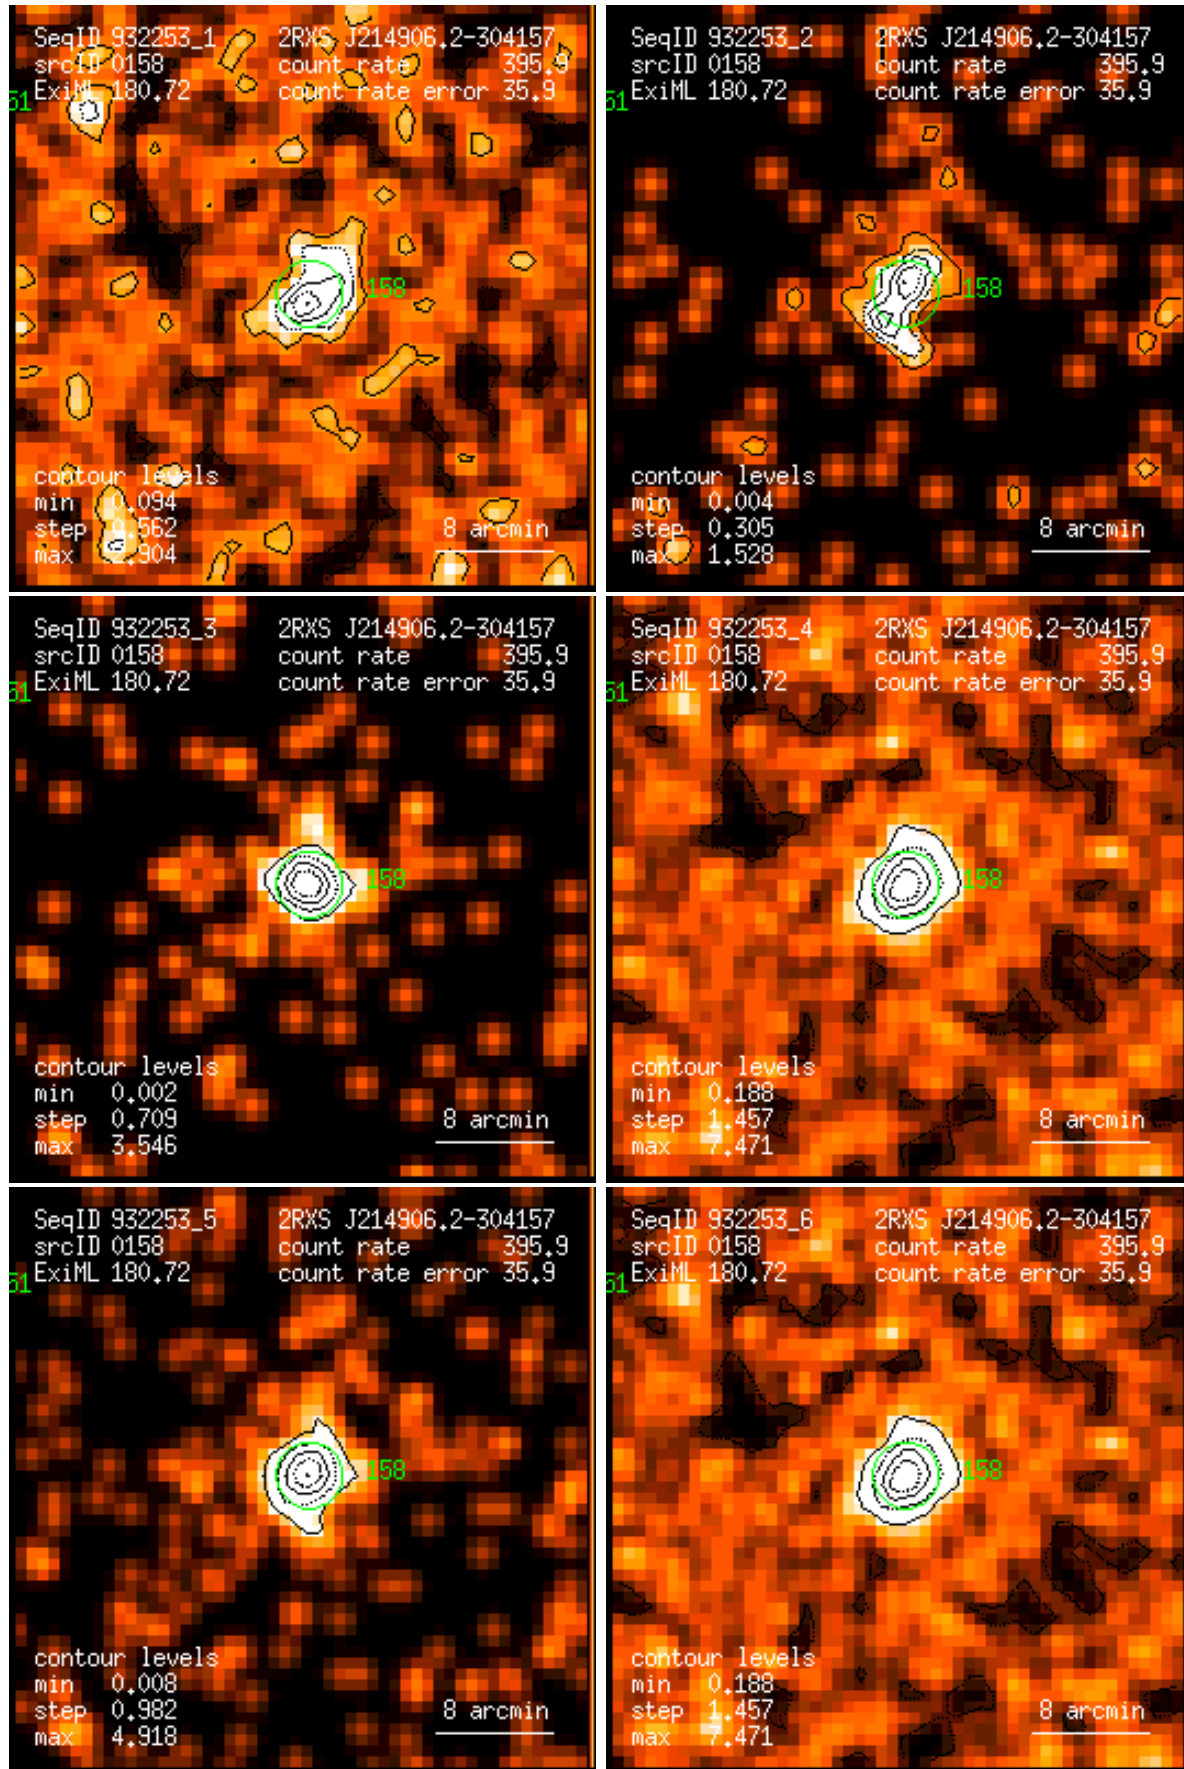 SeqID 932253_1 2RXS J214906.2-304157
srcID 0158 count rate 395.9
ExiML 180.72 count rate error 35.9
51
158
contour levels
min 0.094
step 0.562 8 arcmin
max 2.904
SeqID 932253_2 2RXS J214906.2-304157
srcID 0158 count rate 395.9
ExiML 180.72 count rate error 35.9
51
158
contour levels
min 0.004
step 0.305 8 arcmin
max 1.528
SeqID 932253_3 2RXS J214906.2-304157
srcID 0158 count rate 395.9
ExiML 180.72 count rate error 35.9
51
158
contour levels
min 0.002
step 0.709 8 arcmin
max 3.546
SeqID 932253_4 2RXS J214906.2-304157
srcID 0158 count rate 395.9
ExiML 180.72 count rate error 35.9
51
158
contour levels
min 0.188
step 1.457 8 arcmin
max 7.471
SeqID 932253_5 2RXS J214906.2-304157
srcID 0158 count rate 395.9
ExiML 180.72 count rate error 35.9
51
158
contour levels
min 0.008
step 0.982 8 arcmin
max 4.918
SeqID 932253_6 2RXS J214906.2-304157
srcID 0158 count rate 395.9
ExiML 180.72 count rate error 35.9
51
158
contour levels
min 0.188
step 1.457 8 arcmin
max 7.471